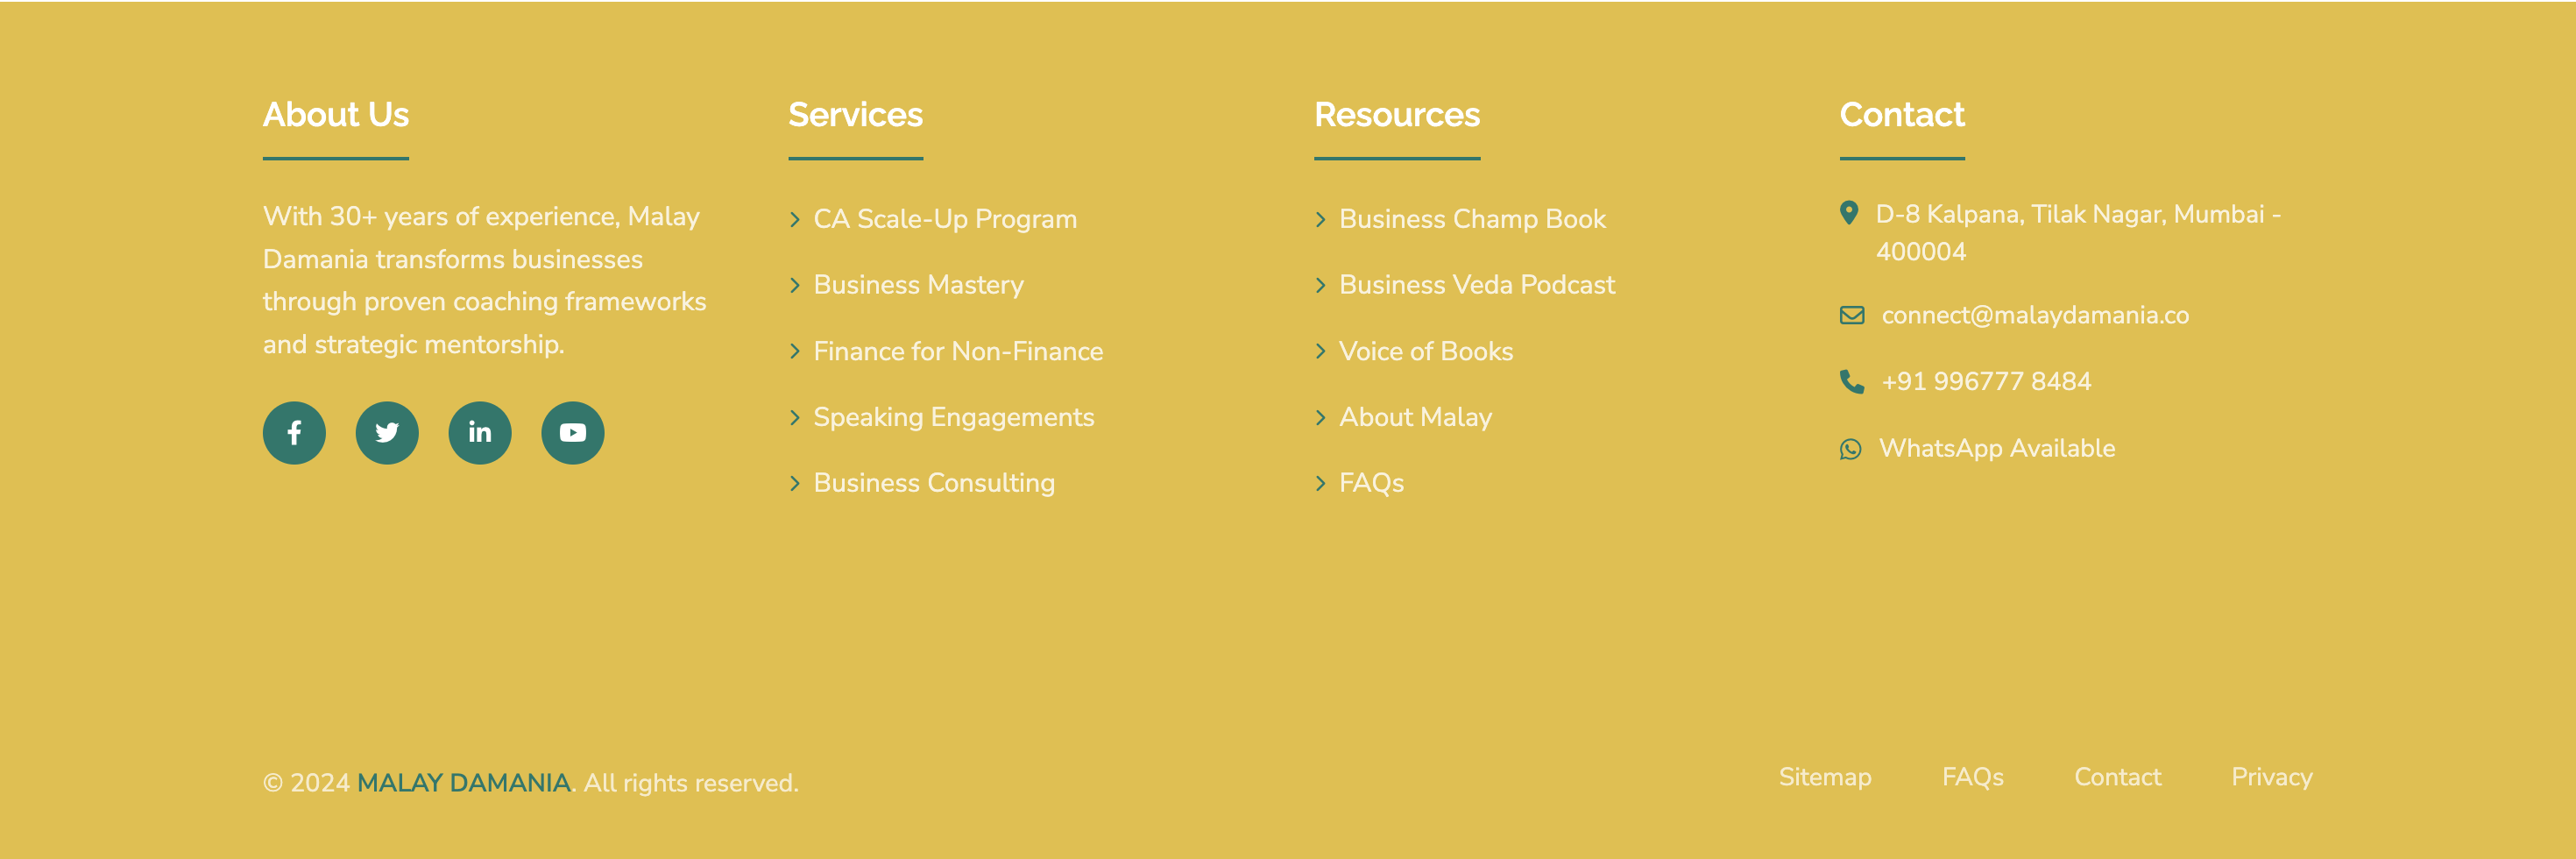 About Us
With 30+ years of experience, Malay
Damania transforms businesses
through proven coaching frameworks
and strategic mentorship.
Services
CA Scale-Up Program
Business Mastery
Finance for Non-Finance
Speaking Engagements
Business Consulting
Resources
Business Champ Book
Business Veda Podcast
Voice of Books
About Malay
FAQs
Contact
D-8 Kalpana, Tilak Nagar, Mumbai -
400004
connect@malaydamania.co
+91 996777 8484
WhatsApp Available
© 2024 MALAY DAMANIA. All rights reserved.
Sitemap FAQs Contact Privacy